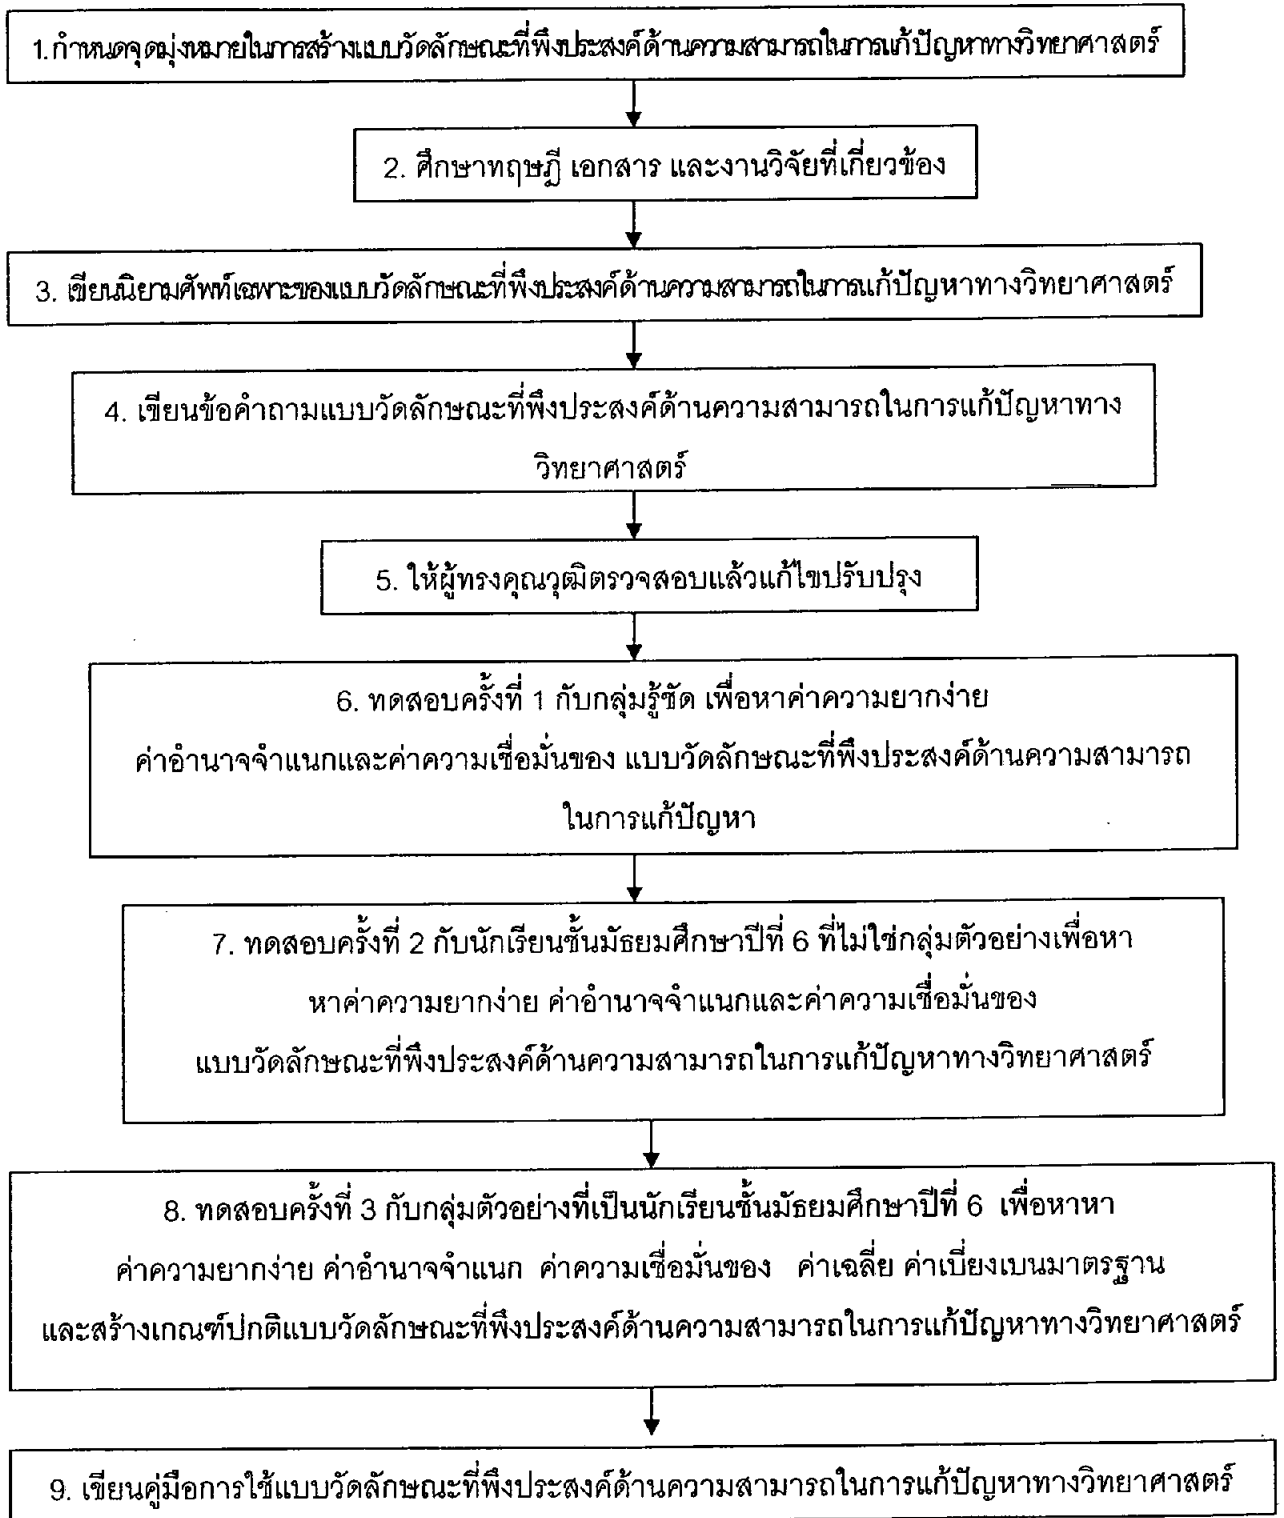 1.กำหนดจุดมุ่งหมายในการสร้างแบบวัดลักษณะที่พึงประสงค์ด้านความสามารถในการแก้ปัญหาทางวิทยาศาสตร์
2. ศึกษาทฤษฎี เอกสาร และงานวิจัยที่เกี่ยวข้อง
3. เขียนนิยามศัพท์เฉพาะของแบบวัดลักษณะที่พึงประสงค์ด้านความสามารถในการแก้ปัญหาทางวิทยาศาสตร์
4. เขียนข้อคำถามแบบวัดลักษณะที่พึงประสงค์ด้านความสามารถในการแก้ปัญหาทาง
วิทยาศาสตร์
5. ให้ผู้ทรงคุณวุฒิตรวจสอบแล้วแก้ไขปรับปรุง
6. ทดสอบครั้งที่ 1 กับกลุ่มรู้ชัด เพื่อหาค่าความยากง่าย
ค่าอำนาจจำแนกและค่าความเชื่อมั่นของ แบบวัดลักษณะที่พึงประสงค์ด้านความสามารถ
ในการแก้ปัญหา
7. ทดสอบครั้งที่ 2 กับนักเรียนชั้นมัธยมศึกษาปีที่ 6 ที่ไม่ใช่กลุ่มตัวอย่างเพื่อหา
หาค่าความยากง่าย ค่าอำนาจจำแนกและค่าความเชื่อมั่นของ
แบบวัดลักษณะที่พึงประสงค์ด้านความสามารถในการแก้ปัญหาทางวิทยาศาสตร์
8. ทดสอบครั้งที่ 3 กับกลุ่มตัวอย่างที่เป็นนักเรียนชั้นมัธยมศึกษาปีที่ 6 เพื่อหาหา
ค่าความยากง่าย ค่าอำนาจจำแนก ค่าความเชื่อมั่นของ ค่าเฉลี่ย ค่าเบี่ยงเบนมาตรฐาน
และสร้างเกณฑ์ปกติแบบวัดลักษณะที่พึงประสงค์ด้านความสามารถในการแก้ปัญหาทางวิทยาศาสตร์
9. เขียนคู่มือการใช้แบบวัดลักษณะที่พึงประสงค์ด้านความสามารถในการแก้ปัญหาทางวิทยาศาสตร์